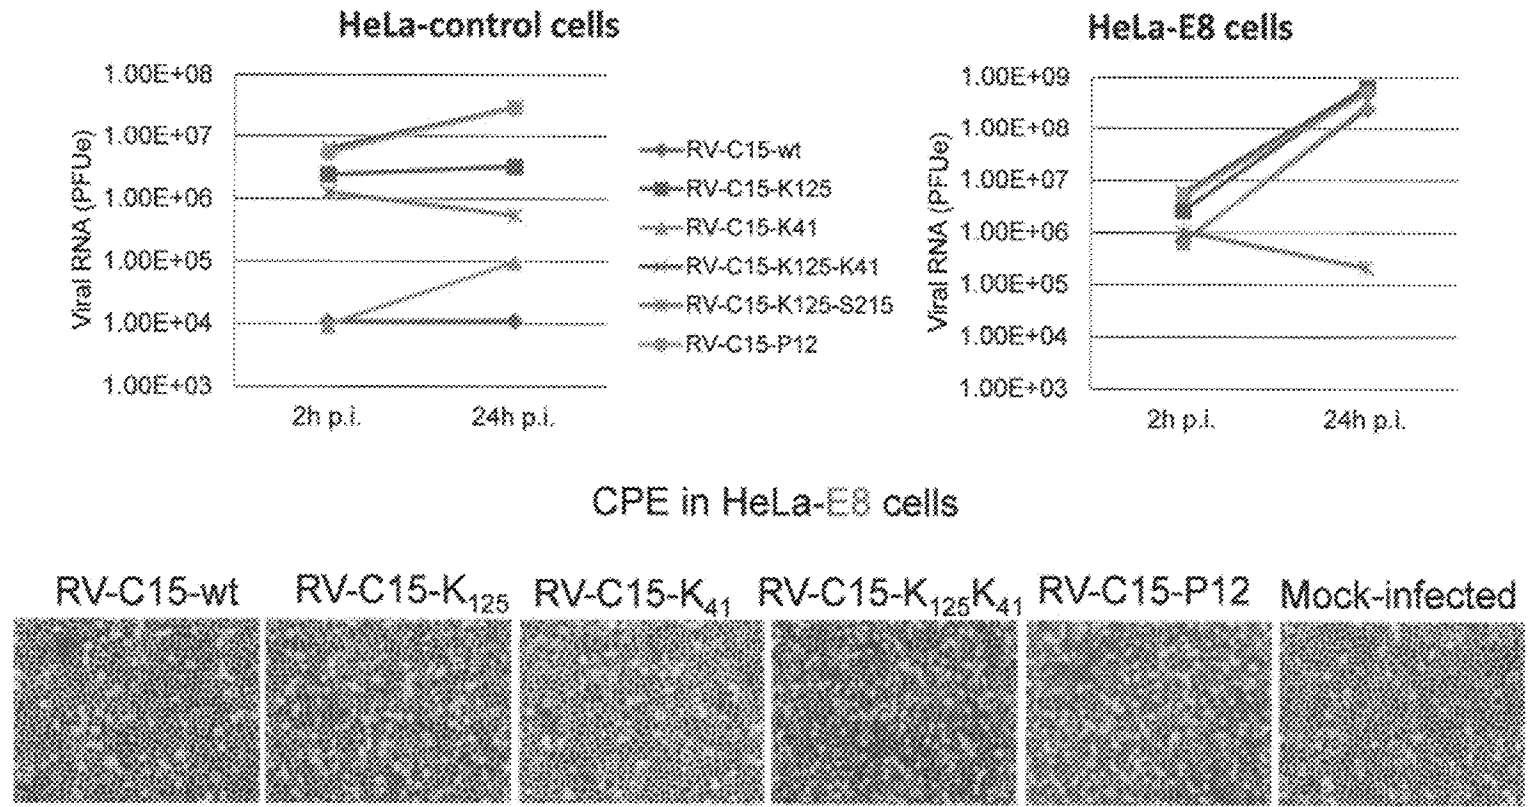 HeLa-control cells
1.00E+08
1.00E+07
1.00E+06
1.00E+05
1.00E+04
1.00E+03
Viral RNA (PFUe)
2h p.i.
24h p.i.
RV-C15-wt
RV-C15-K125
RV-C15-K41
RV-C15-K125-K41
RV-C15-K125-S215
RV-C15-P12
HeLa-E8 cells
1.00E+09
1.00E+08
1.00E+07
1.00E+06
1.00E+05
1.00E+04
1.00E+03
Viral RNA (PFUe)
2h p.i.
24h p.i.
CPE in HeLa-E8 cells
RV-C15-wt
RV-C15-K₁₂₅
RV-C15-K₄₁
RV-C15-K₁₂₅K₄₁
RV-C15-P12
Mock-infected